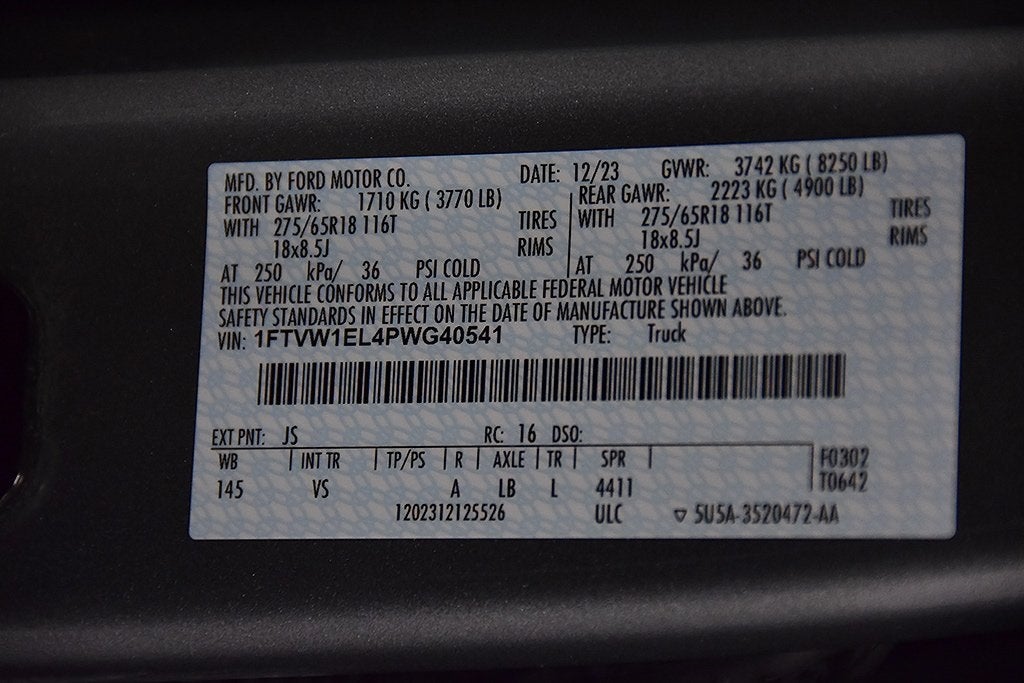 MFD. BY FORD MOTOR CO. DATE: 12/23 GVWR: 3742 KG ( 8250 LB)
FRONT GAWR: 1710 KG ( 3770 LB) REAR GAWR: 2223 KG ( 4900 LB)
WITH 275/65R18 116T TIRES WITH 275/65R18 116T TIRES
18x8.5J RIMS 18x8.5J RIMS
AT 250 kPa/ 36 PSI COLD AT 250 kPa/ 36 PSI COLD
THIS VEHICLE CONFORMS TO ALL APPLICABLE FEDERAL MOTOR VEHICLE
SAFETY STANDARDS IN EFFECT ON THE DATE OF MANUFACTURE SHOWN ABOVE.
VIN: 1FTVW1EL4PWG40541 TYPE: Truck
EXT PNT: JS RC: 16 DSO:
WB INT TR TP/PS R AXLE TR SPR F0302
145 VS A LB L 4411 T0642
1202312125526 ULC ▽ 5U5A-3520472-AA